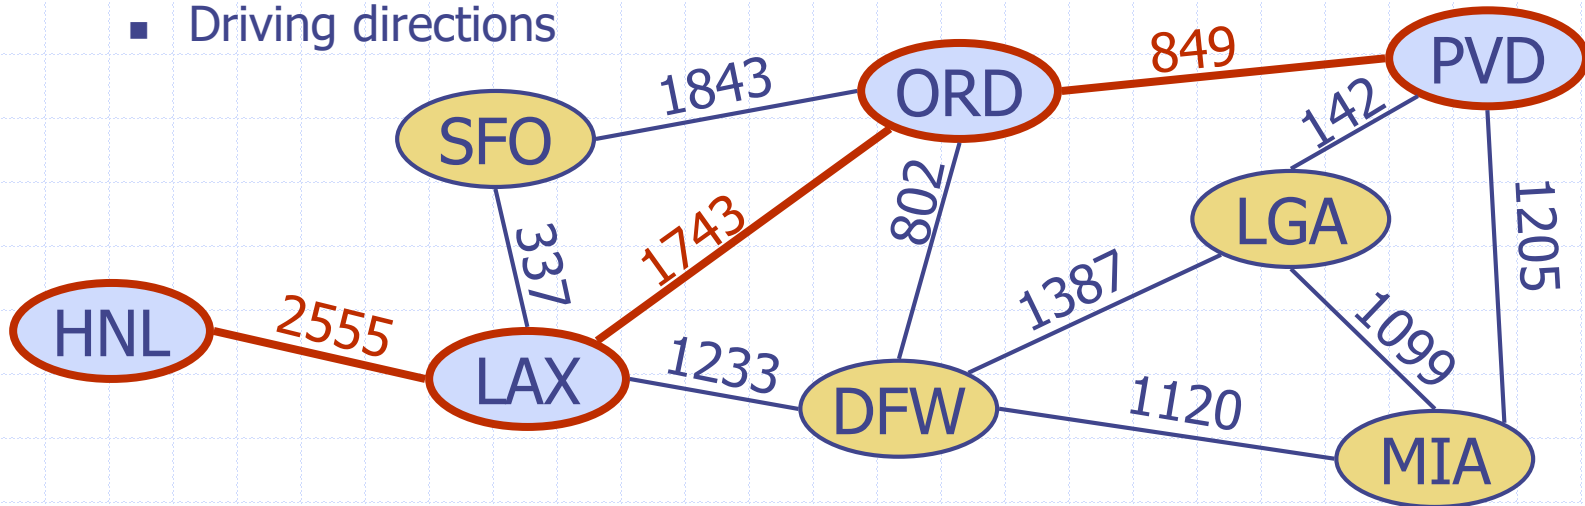 ▪ Driving directions
849
PVD
1843
ORD
142
SFO
802
LGA
1205
1743
337
1387
HNL
2555
1099
LAX
1233
DFW
1120
MIA